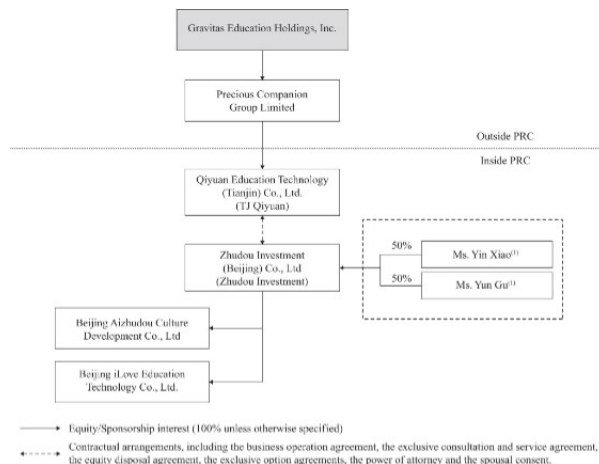 Gravitas Education Holdings, Inc.
Precious Companion
Group Limited
Outside PRC
Inside PRC
Qiyuan Education Technology
(Tianjin) Co., Ltd.
(TJ Qiyuan)
Zhudou Investment
(Beijing) Co., Ltd
(Zhudou Investment)
50%
Ms. Yin Xiao(1)
50%
Ms. Yun Gu(1)
Beijing Aizhudou Culture
Development Co., Ltd
Beijing iLove Education
Technology Co., Ltd.
Equity/Sponsorship interest (100% unless otherwise specified)
Contractual arrangements, including the business operation agreement, the exclusive consultation and service agreement,
the equity disposal agreement, the exclusive option agreements, the power of attorney and the spousal consent.